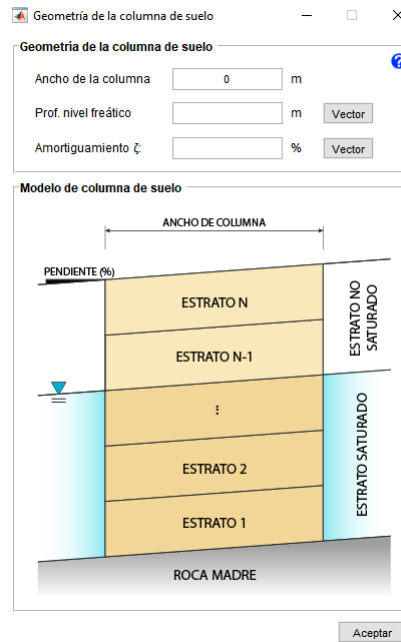 Geometría de la columna de suelo
Geometría de la columna de suelo
?
Ancho de la columna 0 m
Prof. nivel freático m Vector
Amortiguamiento ζ: % Vector
Modelo de columna de suelo
ANCHO DE COLUMNA
PENDIENTE (%)
ESTRATO N
ESTRATO NO
SATURADO
ESTRATO N-1
⋮
ESTRATO 2
ESTRATO SATURADO
ESTRATO 1
ROCA MADRE
Aceptar